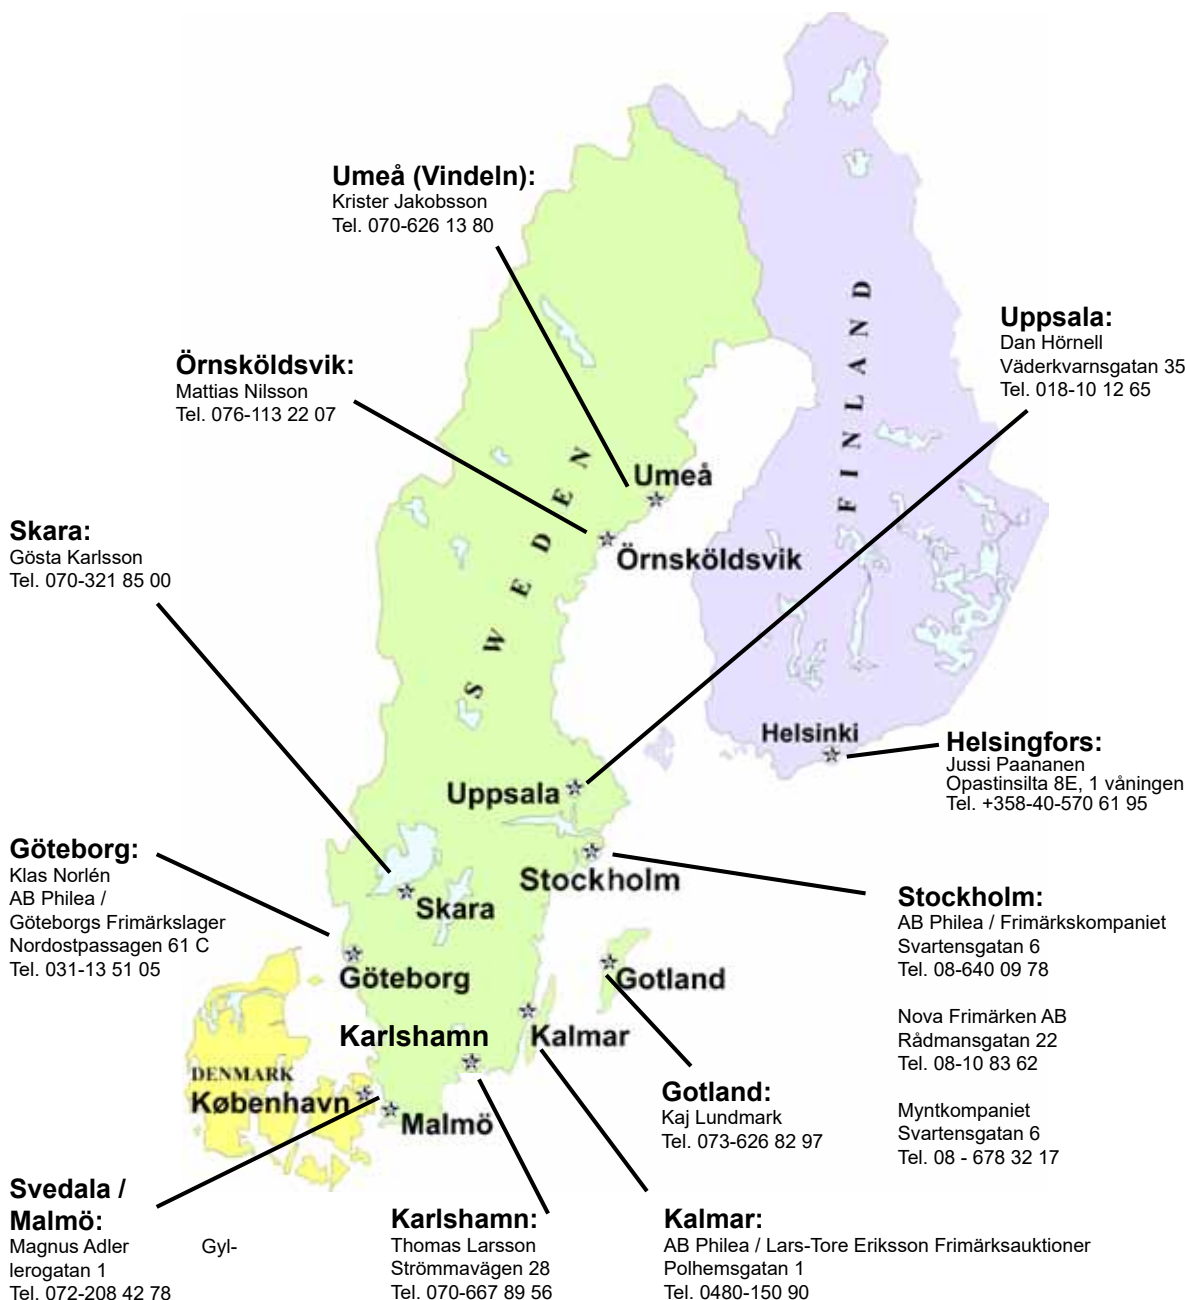 Umeå (Vindeln):
Krister Jakobsson
Tel. 070-626 13 80
Uppsala:
Dan Hörnell
Väderkvarnsgatan 35
Tel. 018-10 12 65
Örnsköldsvik:
Mattias Nilsson
Tel. 076-113 22 07
Skara:
Gösta Karlsson
Tel. 070-321 85 00
FINLAND
SWEDEN
Umeå
Örnsköldsvik
Helsinki
Helsingfors:
Jussi Paananen
Opastinsilta 8E, 1 våningen
Tel. +358-40-570 61 95
Uppsala
Stockholm
Skara
Göteborg:
Klas Norlén
AB Philea /
Göteborgs Frimärkslager
Nordostpassagen 61 C
Tel. 031-13 51 05
Stockholm:
AB Philea / Frimärkskompaniet
Svartensgatan 6
Tel. 08-640 09 78
Nova Frimärken AB
Rådmansgatan 22
Tel. 08-10 83 62
Myntkompaniet
Svartensgatan 6
Tel. 08 - 678 32 17
Göteborg
Gotland
Karlshamn
Kalmar
DENMARK
København
Malmö
Gotland:
Kaj Lundmark
Tel. 073-626 82 97
Svedala /
Malmö:
Magnus Adler Gyl-
lerogatan 1
Tel. 072-208 42 78
Karlshamn:
Thomas Larsson
Strömmavägen 28
Tel. 070-667 89 56
Kalmar:
AB Philea / Lars-Tore Eriksson Frimärksauktioner
Polhemsgatan 1
Tel. 0480-150 90